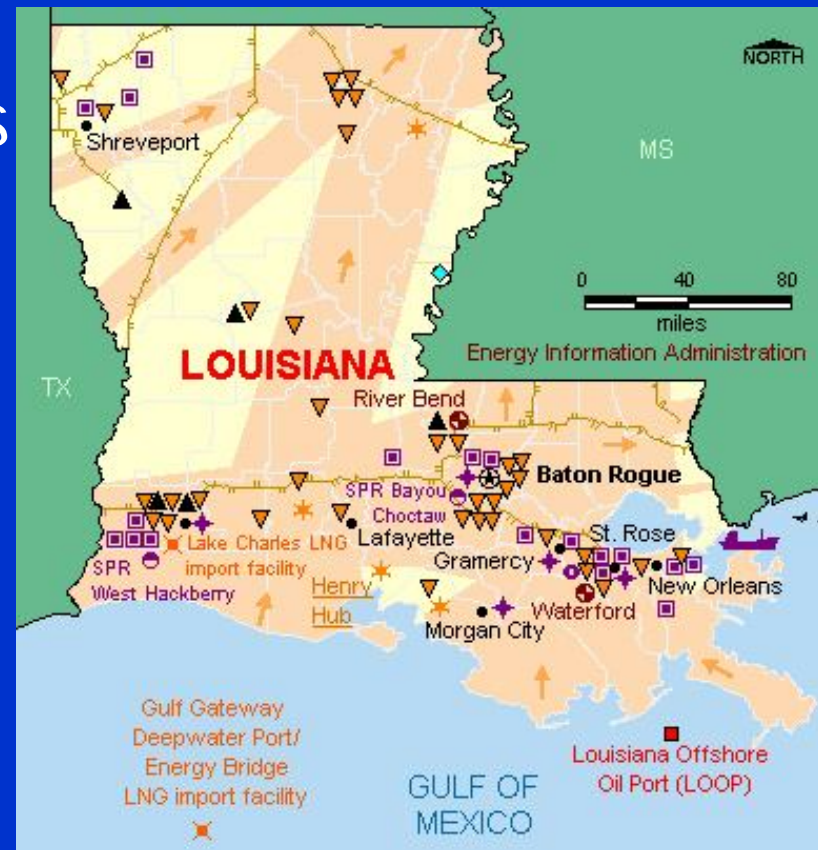 S
NORTH
Shreveport
MS
0 40 80
miles
Energy Information Administration
LOUISIANA
TX
River Bend
Baton Rogue
SPR Bayou
Choctaw
Lafayette
St. Rose
Lake Charles LNG
import facility
Gramercy
SPR
West Hackberry
Henry
Hub
New Orleans
Waterford
Morgan City
Gulf Gateway
Deepwater Port/
Energy Bridge
LNG import facility
Louisiana Offshore
Oil Port (LOOP)
GULF OF
MEXICO